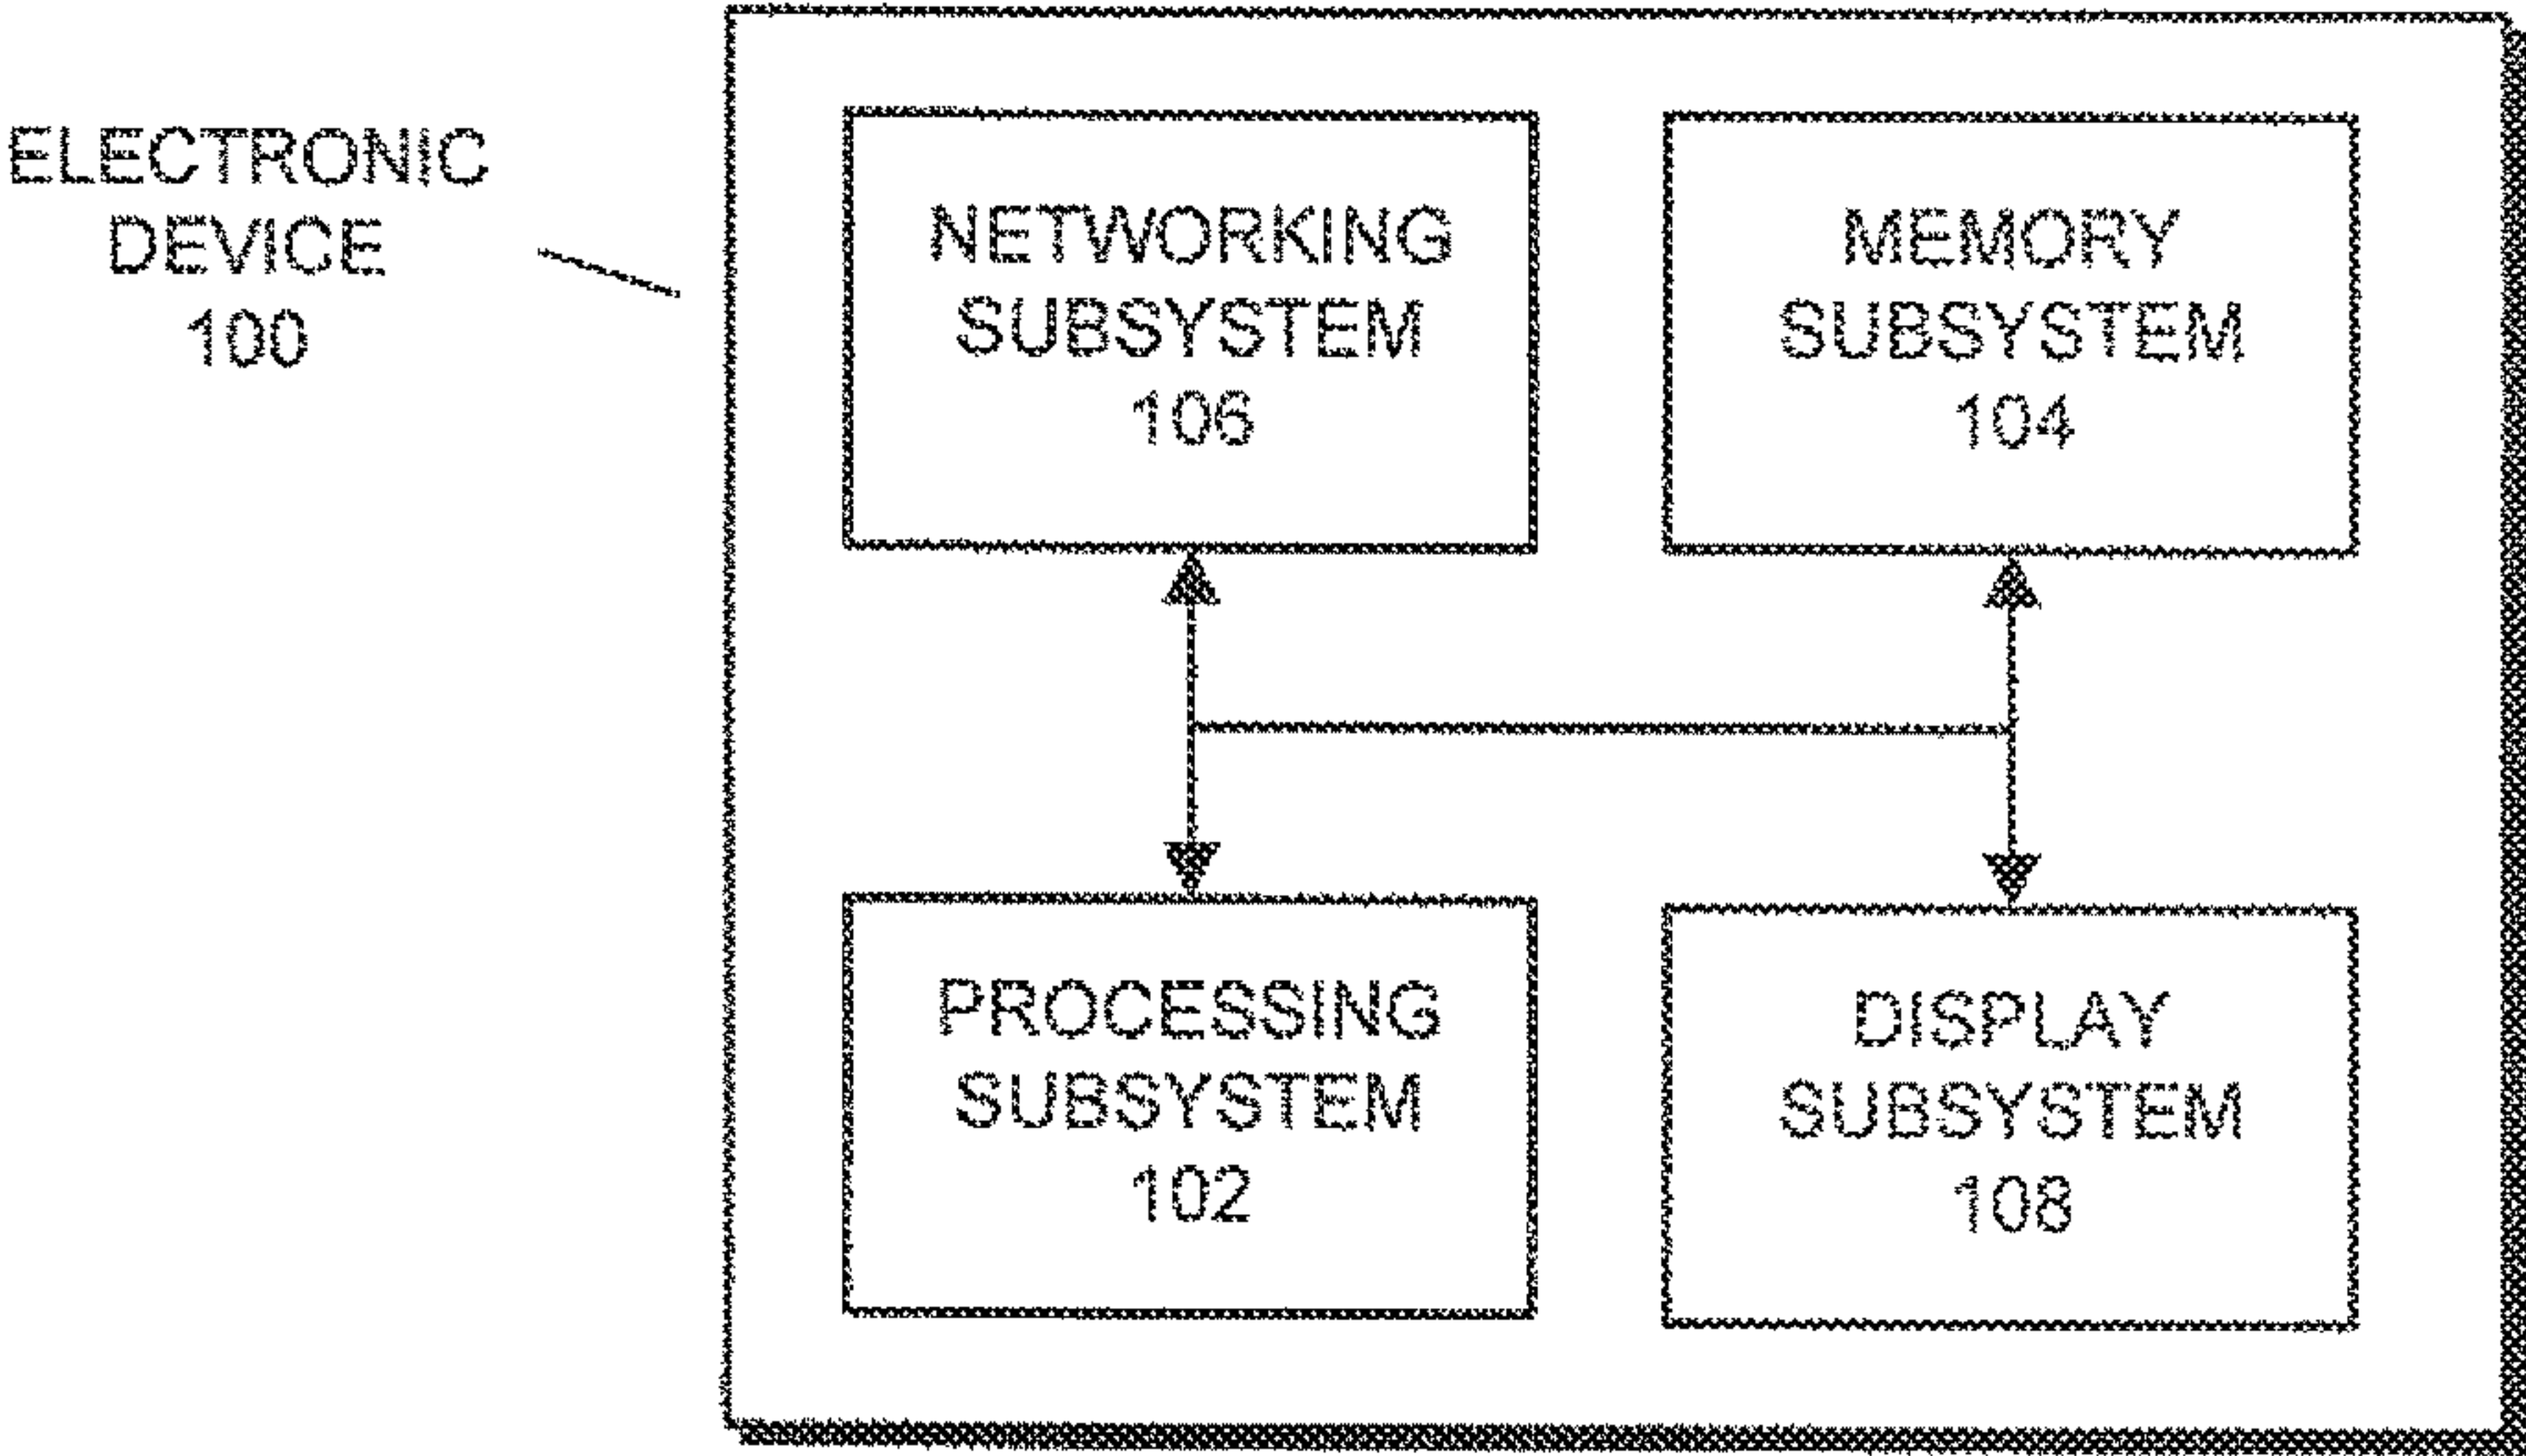 ELECTRONIC
DEVICE
100
NETWORKING
SUBSYSTEM
106
MEMORY
SUBSYSTEM
104
PROCESSING
SUBSYSTEM
102
DISPLAY
SUBSYSTEM
108